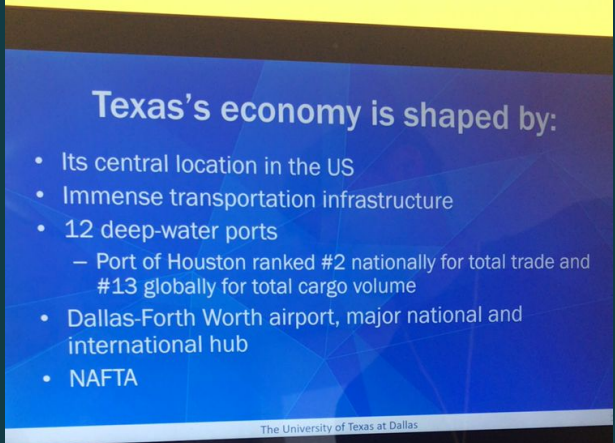 Texas's economy is shaped by:
• Its central location in the US
• Immense transportation infrastructure
• 12 deep-water ports
– Port of Houston ranked #2 nationally for total trade and
#13 globally for total cargo volume
• Dallas-Forth Worth airport, major national and
international hub
• NAFTA
The University of Texas at Dallas